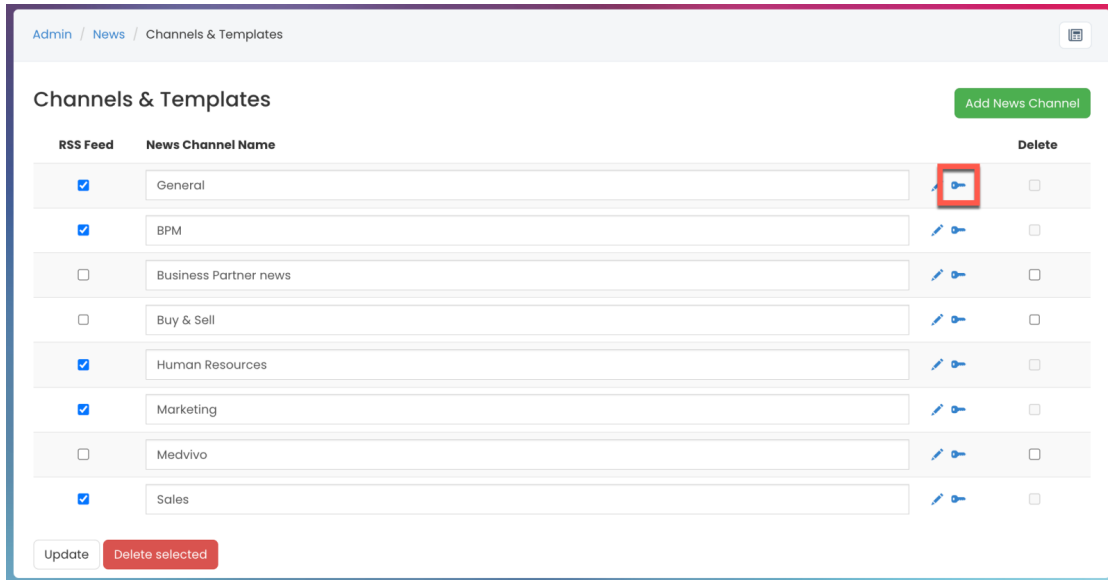 Admin / News / Channels & Templates
Channels & Templates
Add News Channel
RSS Feed News Channel Name Delete
General
BPM
Business Partner news
Buy & Sell
Human Resources
Marketing
Medvivo
Sales
Update Delete selected